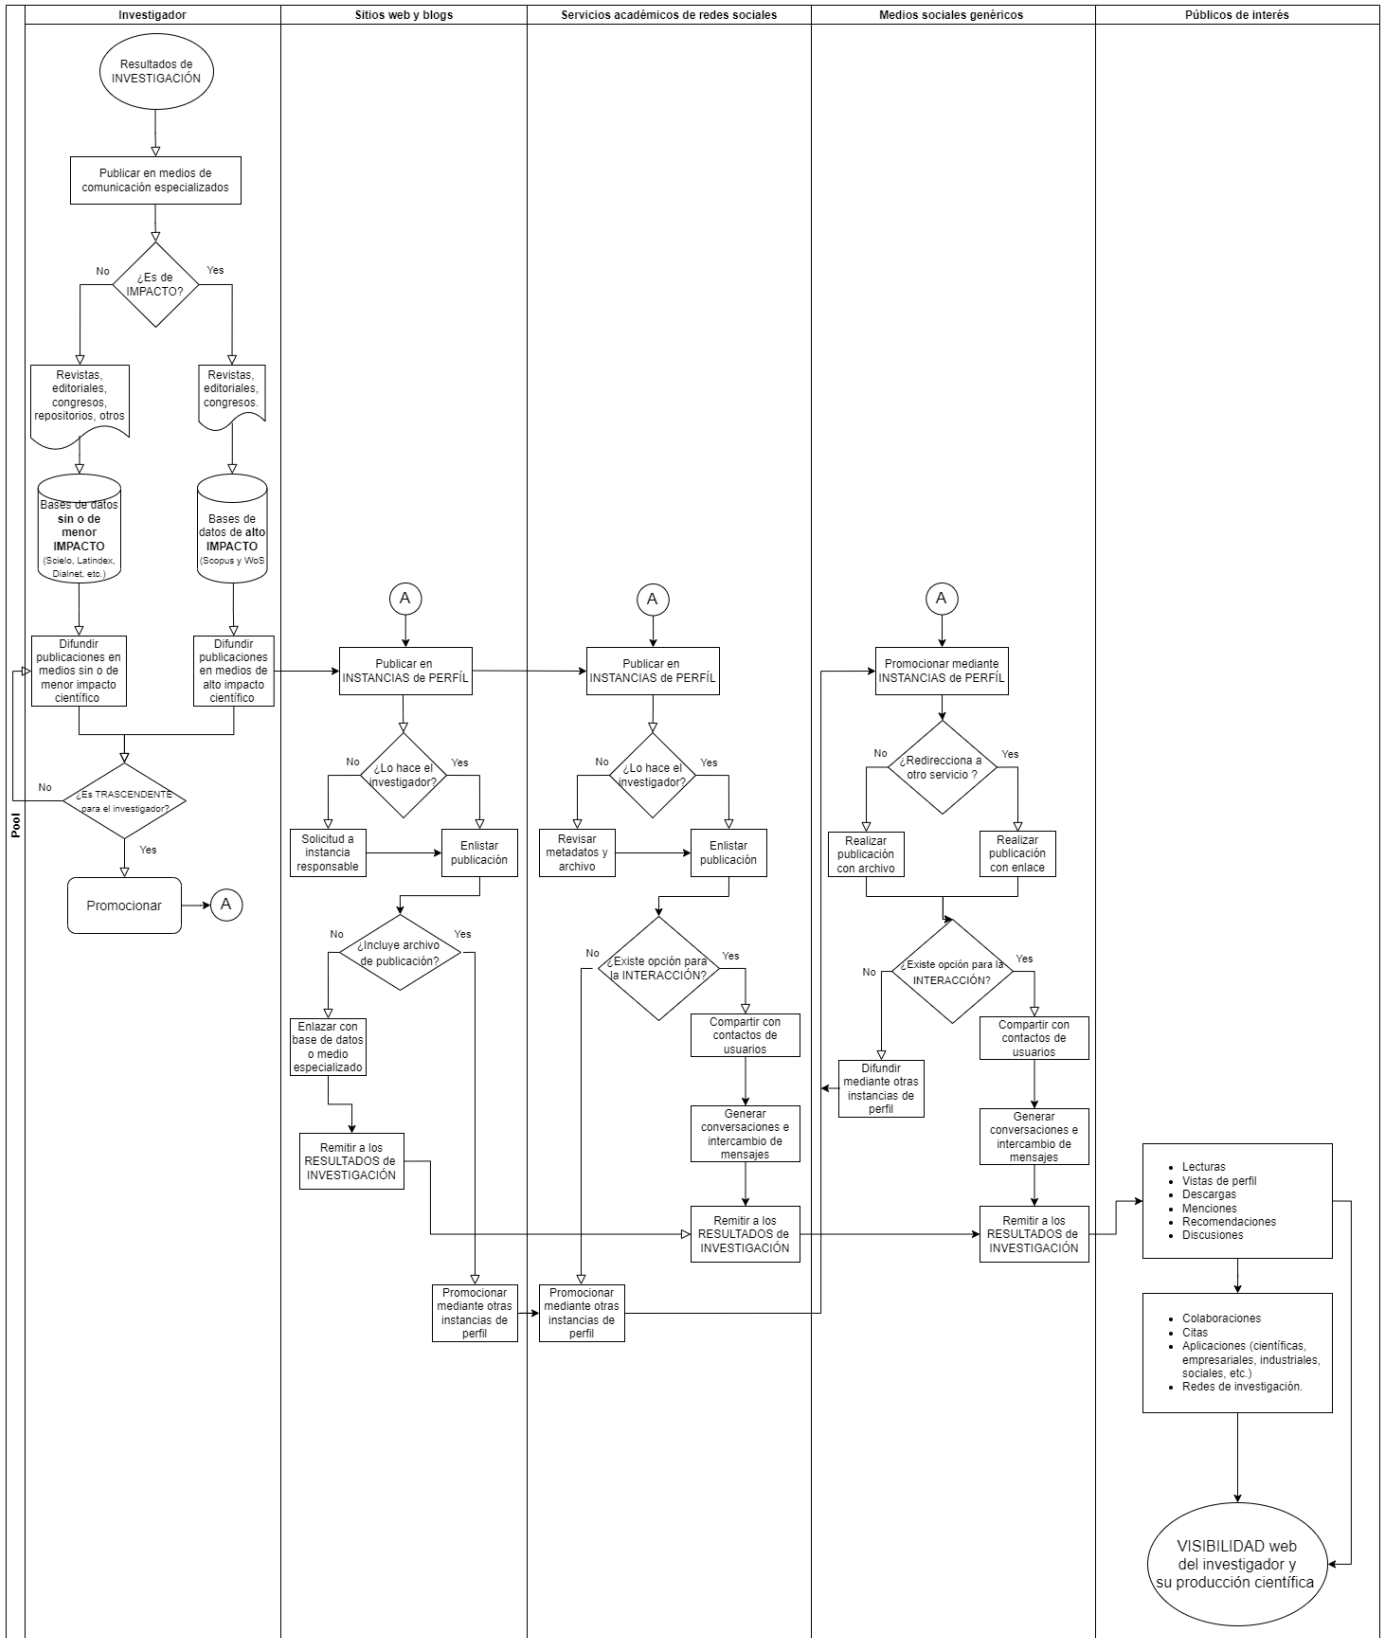 Investigador
Sitios web y blogs
Servicios académicos de redes sociales
Medios sociales genéricos
Públicos de interés
Pool
Resultados de
INVESTIGACIÓN
Publicar en medios de
comunicación especializados
¿Es de
IMPACTO?
No
Yes
Revistas,
editoriales,
congresos,
repositorios, otros
Revistas,
editoriales,
congresos.
Bases de datos
sin o de
menor
IMPACTO
(Scielo, Latindex,
Dialnet, etc.)
Bases de
datos de alto
IMPACTO
(Scopus y WoS
Difundir
publicaciones en
medios sin o de
menor impacto
científico
Difundir
publicaciones
en medios de
alto impacto
científico
¿Es TRASCENDENTE
para el investigador?
No
Yes
Promocionar
A
A
Publicar en
INSTANCIAS de PERFÍL
¿Lo hace el
investigador?
No
Yes
Solicitud a
instancia
responsable
Enlistar
publicación
¿Incluye archivo
de publicación?
No
Yes
Enlazar con
base de datos
o medio
especializado
Remitir a los
RESULTADOS de
INVESTIGACIÓN
Promocionar
mediante otras
instancias de
perfil
A
Publicar en
INSTANCIAS de PERFÍL
¿Lo hace el
investigador?
No
Yes
Revisar
metadatos y
archivo
Enlistar
publicación
¿Existe opción para
la INTERACCIÓN?
No
Yes
Compartir con
contactos de
usuarios
Generar
conversaciones e
intercambio de
mensajes
Remitir a los
RESULTADOS de
INVESTIGACIÓN
Promocionar
mediante otras
instancias de
perfil
A
Promocionar mediante
INSTANCIAS de PERFÍL
¿Redirecciona a
otro servicio ?
No
Yes
Realizar
publicación
con archivo
Realizar
publicación
con enlace
¿Existe opción para la
INTERACCIÓN?
No
Yes
Difundir
mediante otras
instancias de
perfil
Compartir con
contactos de
usuarios
Generar
conversaciones e
intercambio de
mensajes
Remitir a los
RESULTADOS de
INVESTIGACIÓN
• Lecturas
• Vistas de perfil
• Descargas
• Menciones
• Recomendaciones
• Discusiones
• Colaboraciones
• Citas
• Aplicaciones (científicas,
empresariales, industriales,
sociales, etc.)
• Redes de investigación.
VISIBILIDAD web
del investigador y
su producción científica